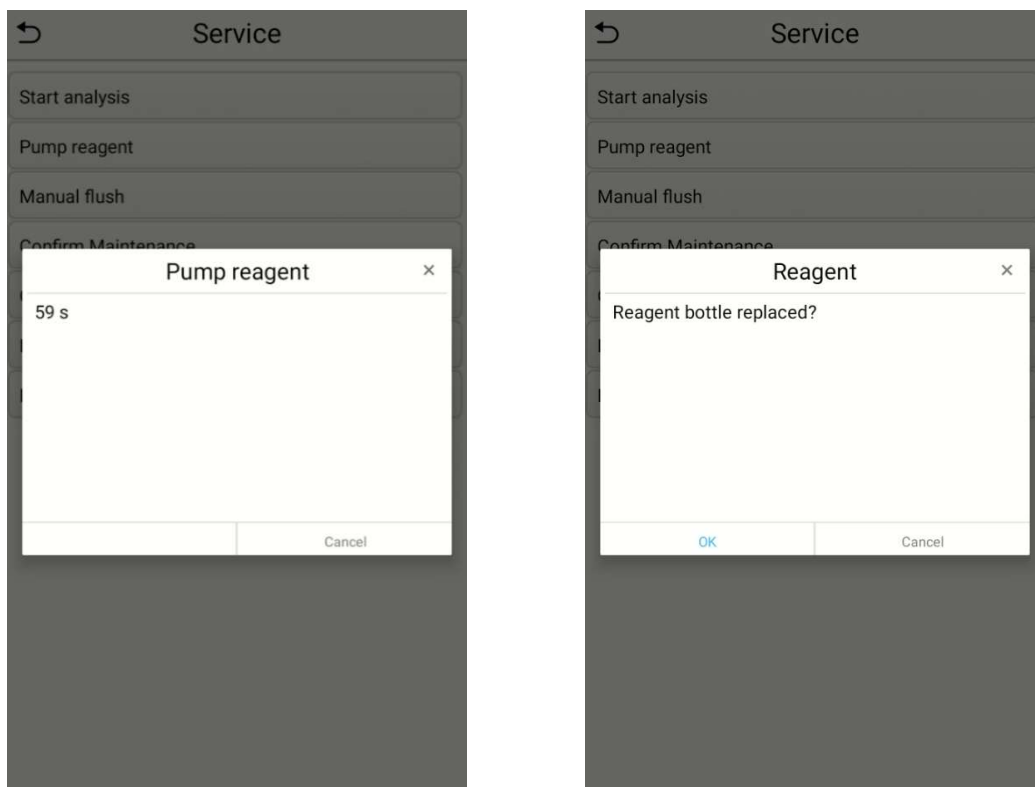 Service
Start analysis
Pump reagent
Manual flush
Confirm Maintenance
Pump reagent ×
59 s
Cancel
Service
Start analysis
Pump reagent
Manual flush
Confirm Maintenance
Reagent ×
Reagent bottle replaced?
OK Cancel